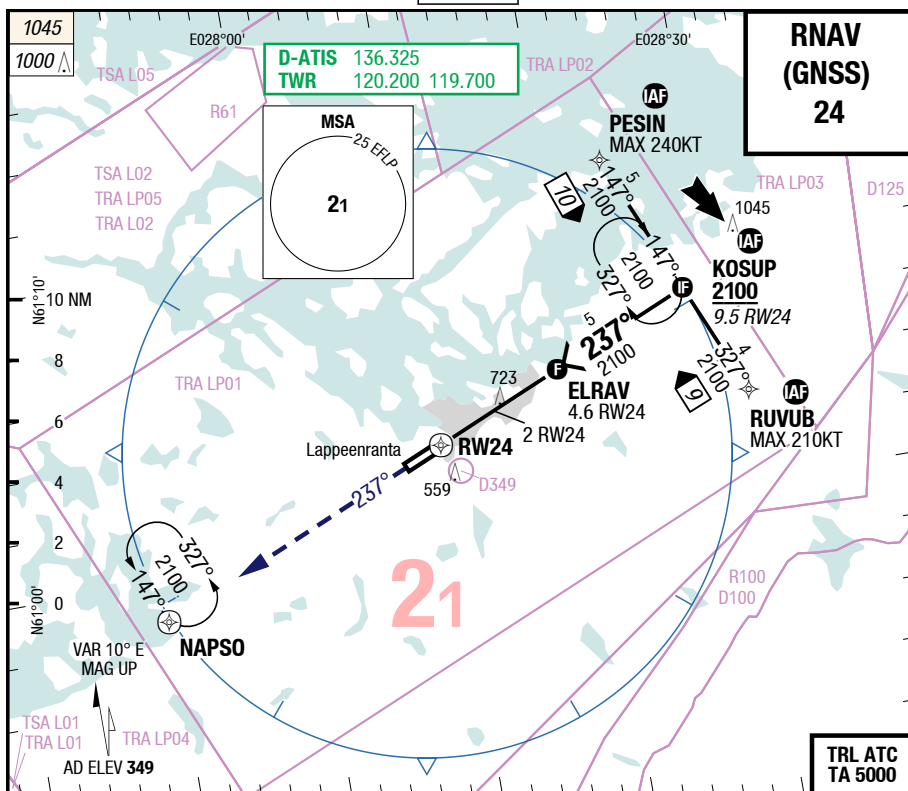 1045
1000
E028°00'
E028°30'
RNAV
(GNSS)
24
D-ATIS 136.325
TWR 120.200 119.700
TSA L05
R61
TRA LP02
MSA
25 EFLP
21
TSA L02
TRA LP05
TRA L02
IAF
PESIN
MAX 240KT
5
147°
2100
10
TRA LP03
D125
1045
IAF
KOSUP
2100
9.5 RW24
147°
2100
327°
IF
N61°10'
10 NM
8
6
4
2
0
N61°00'
5
237°
2100
4
327°
2100
9
IAF
RUVUB
MAX 210KT
TRA LP01
F
ELRAV
4.6 RW24
723
2 RW24
Lappeenranta
RW24
559
D349
237°
21
327°
2100
147°
NAPSO
R100
D100
VAR 10° E
MAG UP
TSA L01
TRA L01
TRA LP04
AD ELEV 349
TRL ATC
TA 5000